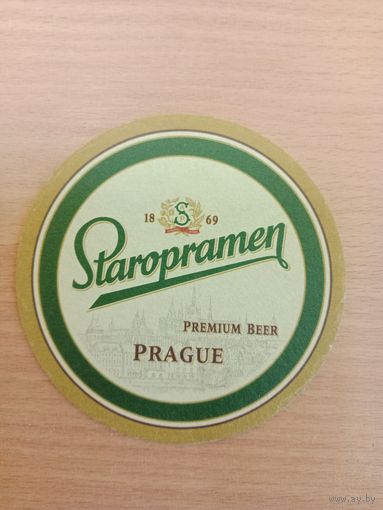 18 S 69
Staropramen
PREMIUM BEER
PRAGUE
www.ay.by